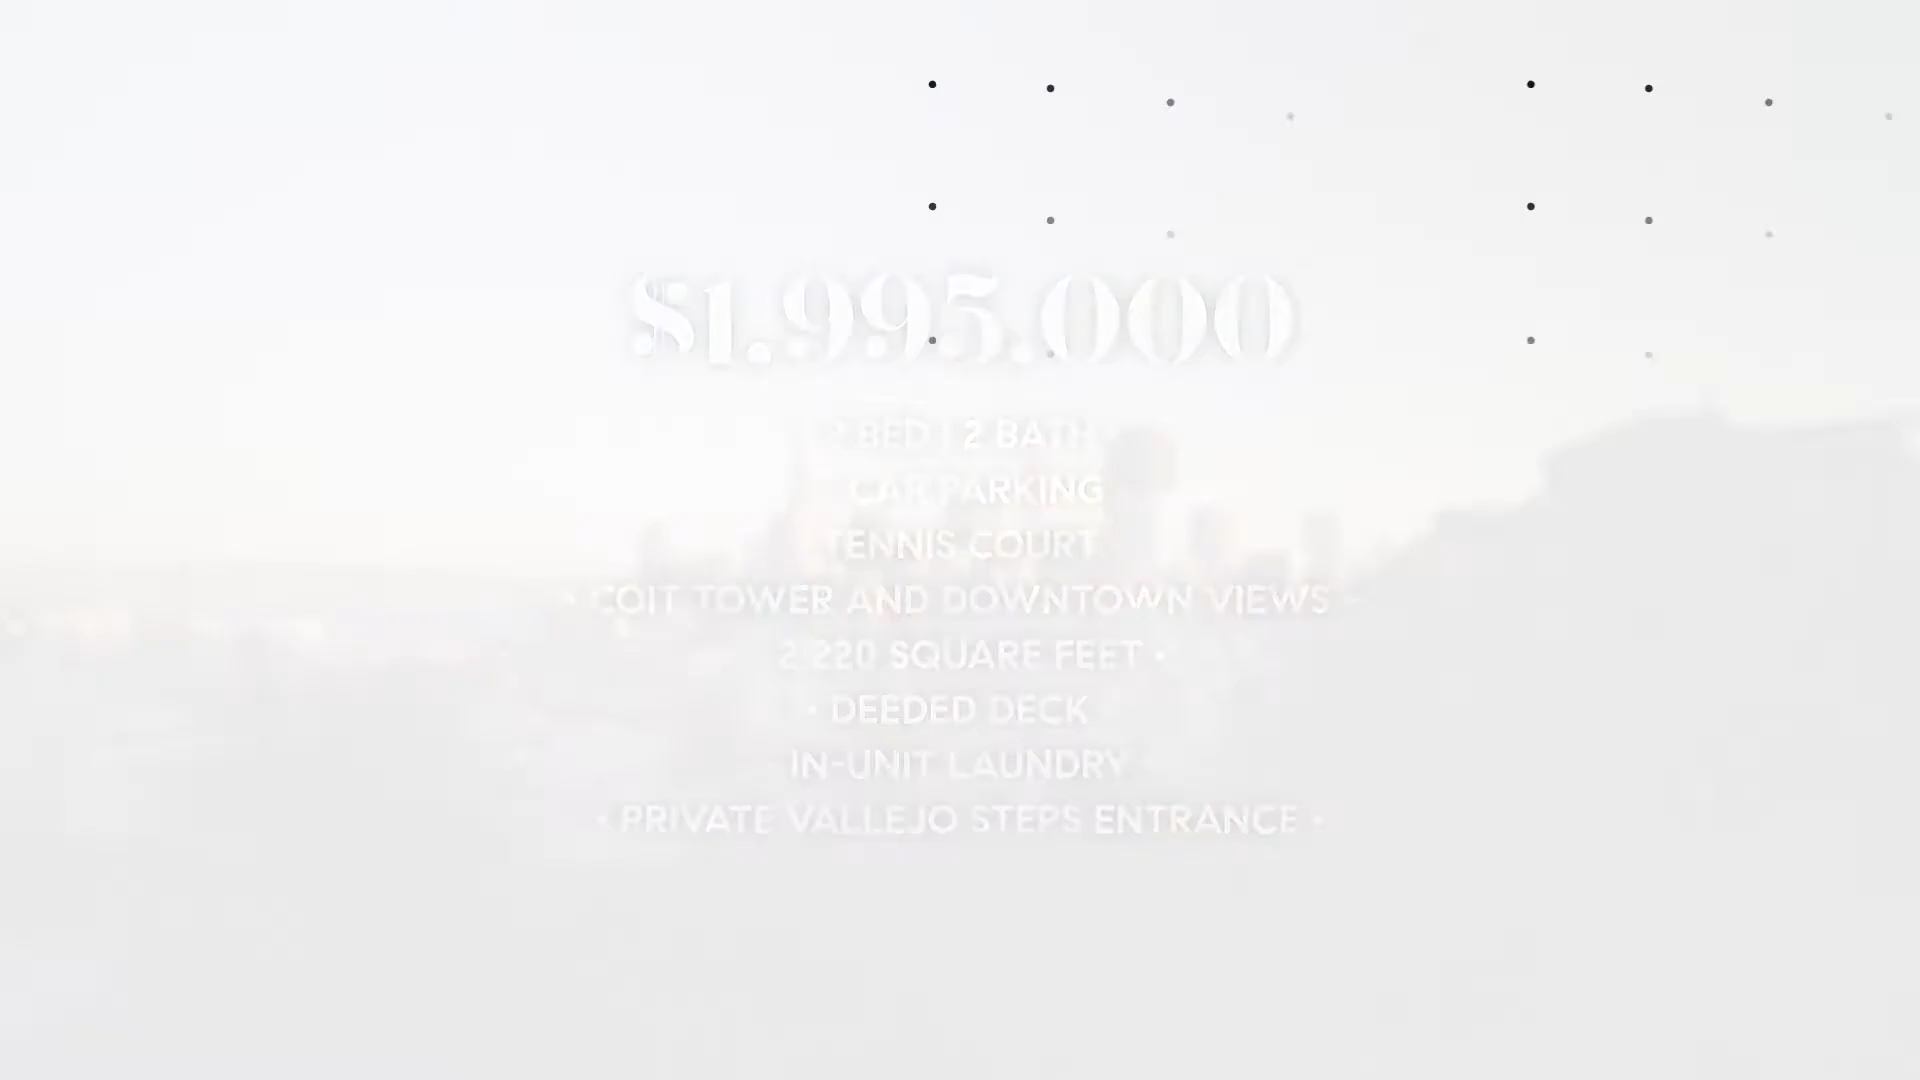 $1.995.000
2 BED | 2 BATH
CAR PARKING
TENNIS COURT
• COIT TOWER AND DOWNTOWN VIEWS •
2,220 SQUARE FEET •
• DEEDED DECK
IN-UNIT LAUNDRY
• PRIVATE VALLEJO STEPS ENTRANCE •